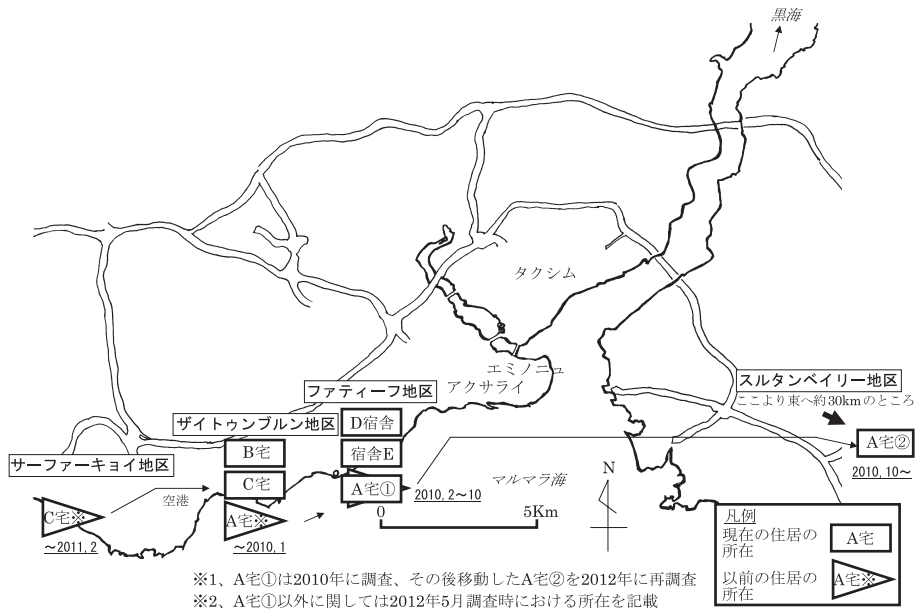 黒海
タクシム
エミノニュ
アクサライ
スルタンベイリー地区
ここより東へ約30kmのところ
ファティーフ地区
ザイトゥンブルン地区
D宿舎
B宅
宿舎E
A宅②
サーファーキョイ地区
2010,10～
C宅
A宅①
2010,2～10
マルマラ海
N
空港
C宅※
A宅※
～2011,2
～2010,1
0
5Km
凡例
現在の住居の
所在
A宅
以前の住居の
所在
A宅※
※1、A宅①は2010年に調査、その後移動したA宅②を2012年に再調査
※2、A宅①以外に関しては2012年5月調査時における所在を記載